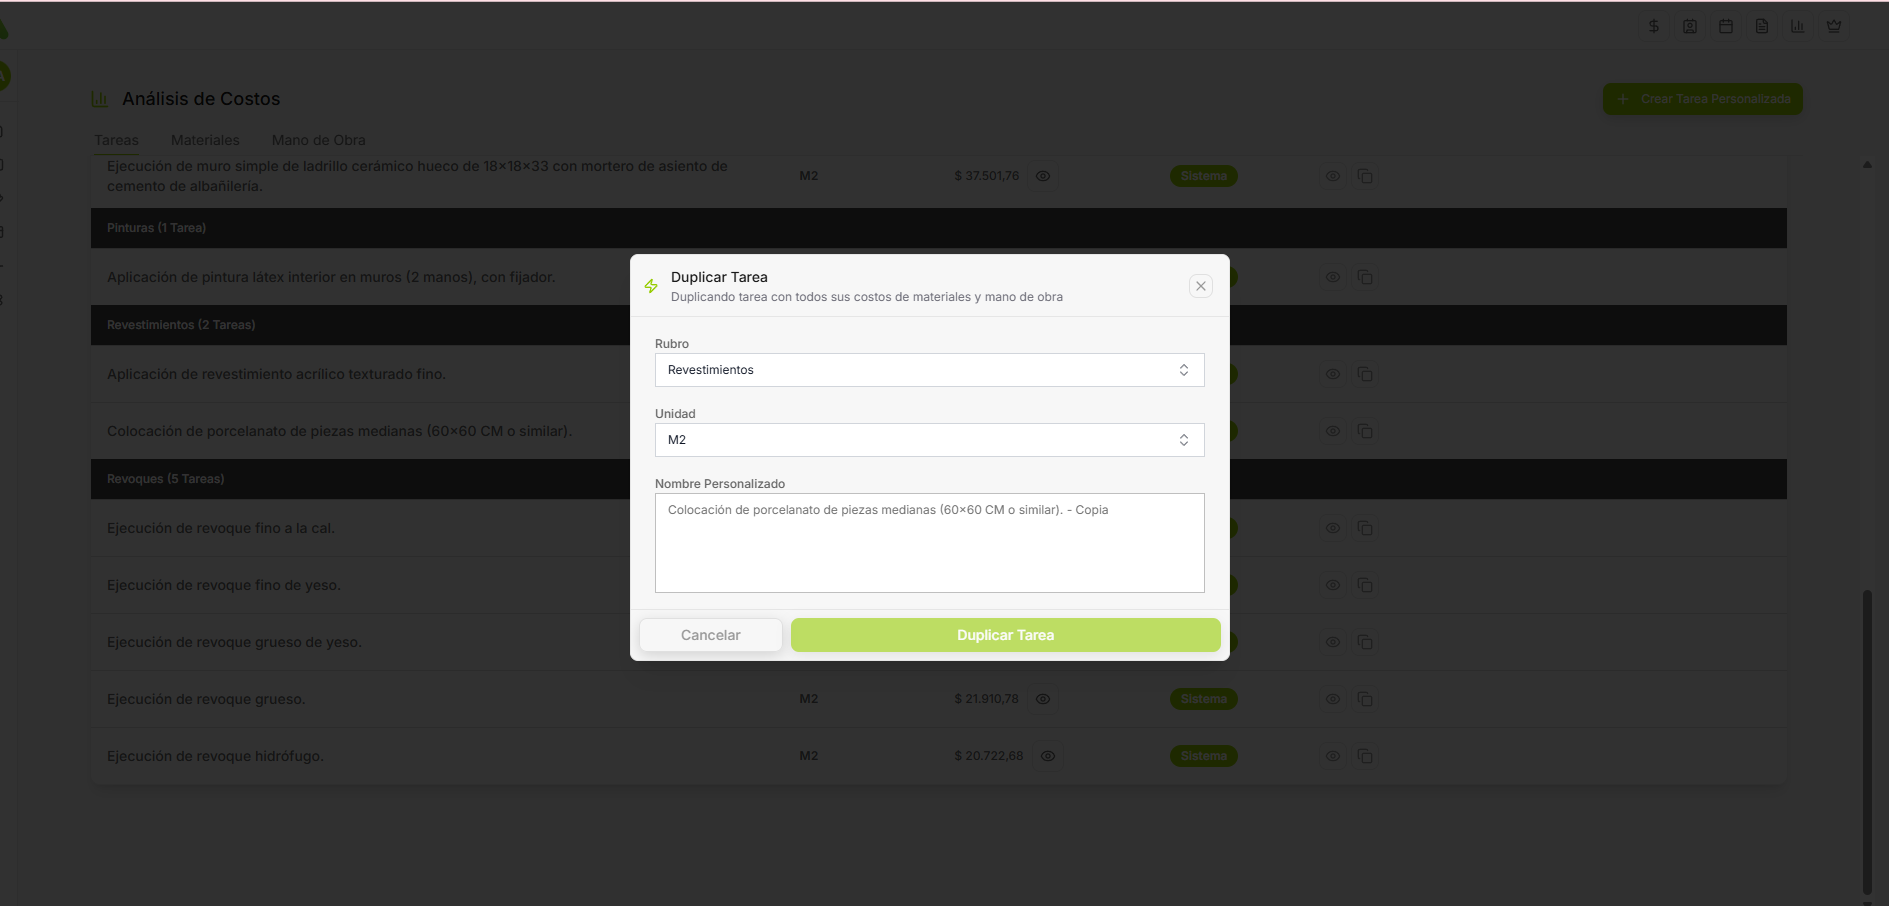 Análisis de Costos
Crear Tarea Personalizada
Tareas
Materiales
Mano de Obra
Ejecución de muro simple de ladrillo cerámico hueco de 18x18x33 con mortero de asiento de
cemento de albañilería.
M2
$ 37.501,76
Sistema
Pinturas (1 Tarea)
Aplicación de pintura látex interior en muros (2 manos), con fijador.
Revestimientos (2 Tareas)
Aplicación de revestimiento acrílico texturado fino.
Colocación de porcelanato de piezas medianas (60x60 CM o similar).
Revoques (5 Tareas)
Ejecución de revoque fino a la cal.
Ejecución de revoque fino de yeso.
Ejecución de revoque grueso de yeso.
Ejecución de revoque grueso.
M2
$ 21.910,78
Sistema
Ejecución de revoque hidrófugo.
M2
$ 20.722,68
Sistema
Duplicar Tarea
Duplicando tarea con todos sus costos de materiales y mano de obra
Rubro
Revestimientos
Unidad
M2
Nombre Personalizado
Colocación de porcelanato de piezas medianas (60x60 CM o similar). - Copia
Cancelar
Duplicar Tarea